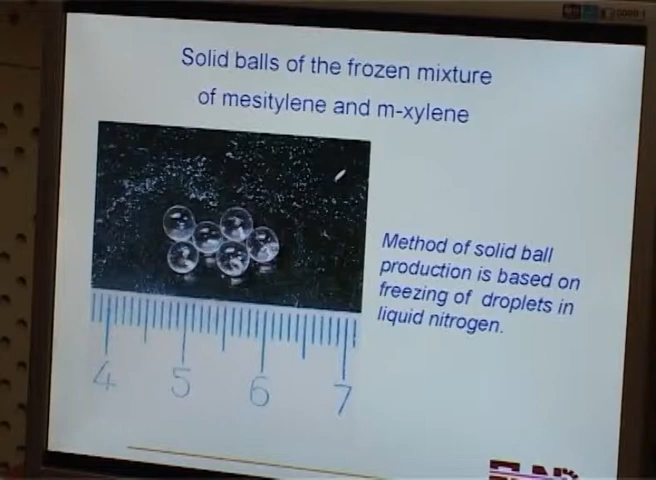 Solid balls of the frozen mixture
of mesitylene and m-xylene
Method of solid ball
production is based on
freezing of droplets in
liquid nitrogen.
4 5 6 7